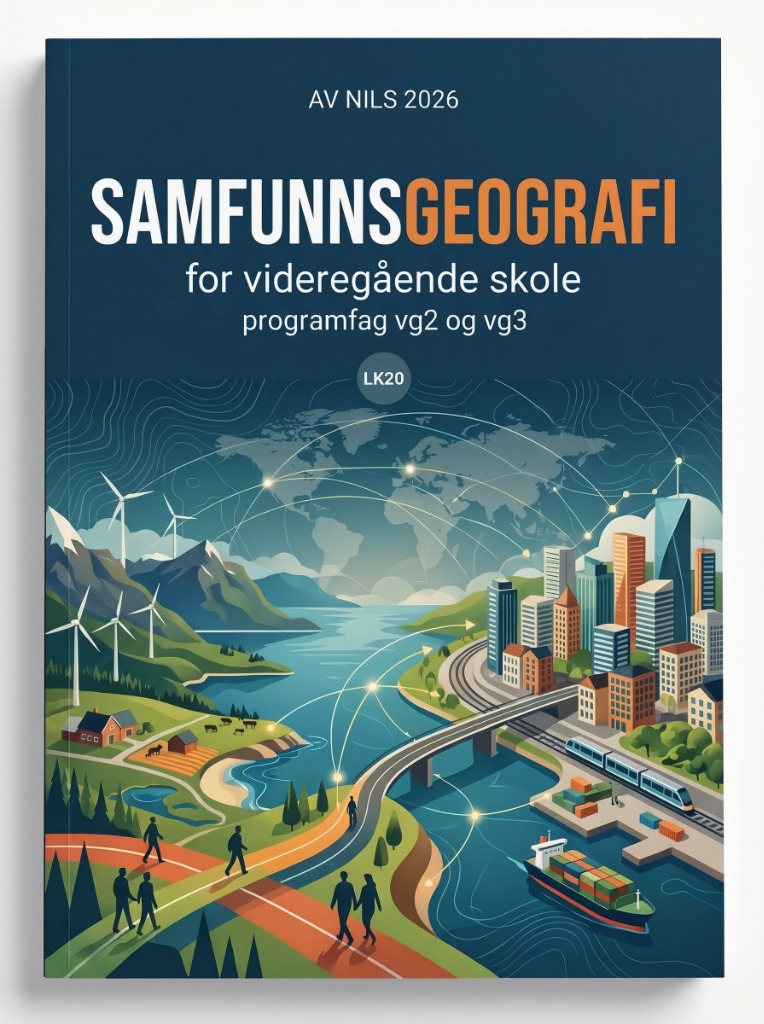 AV NILS 2026
SAMFUNNSGEOGRAFI
for videregående skole
programfag vg2 og vg3
LK20